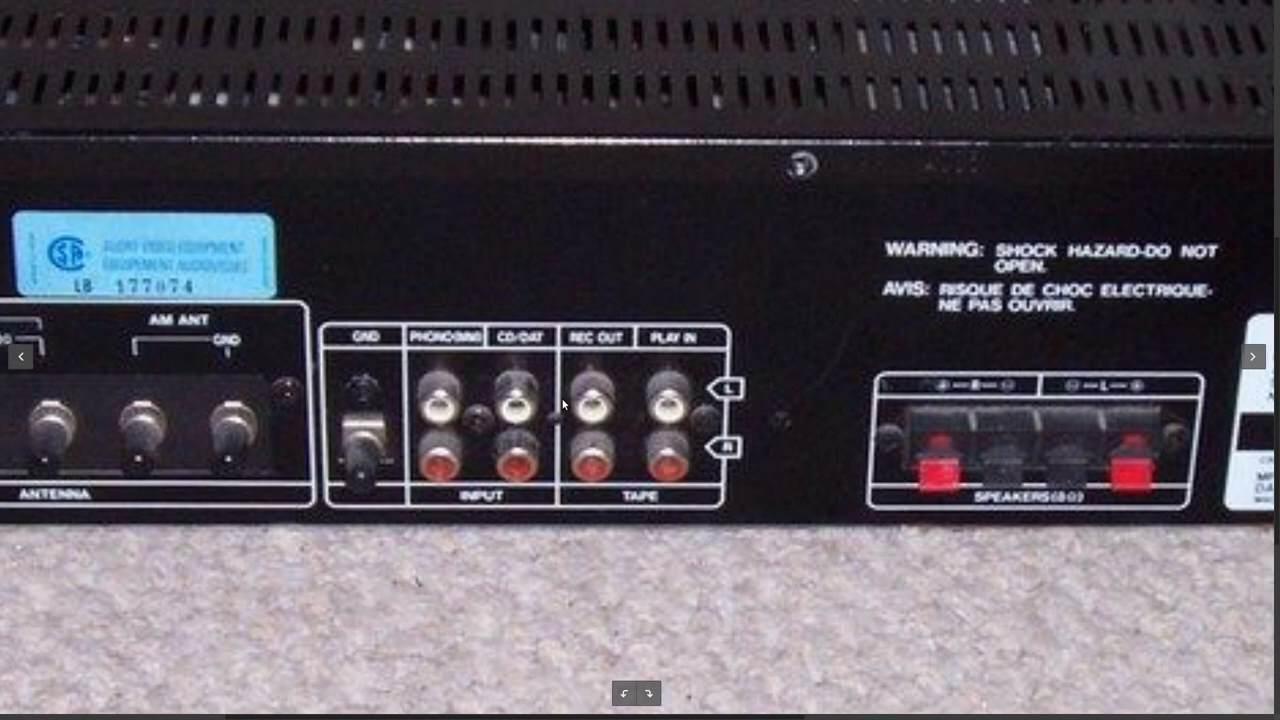 AUDIO-VIDEO EQUIPMENT
EQUIPEMENT AUDIOVISUEL
LB 177074
WARNING: SHOCK HAZARD-DO NOT
OPEN.
AVIS: RISQUE DE CHOC ELECTRIQUE-
NE PAS OUVRIR.
AM ANT
GND
GND
PHONO(MM)
CD/DAT
REC OUT
PLAY IN
L
R
R
L
ANTENNA
INPUT
TAPE
SPEAKERS(8Ω)